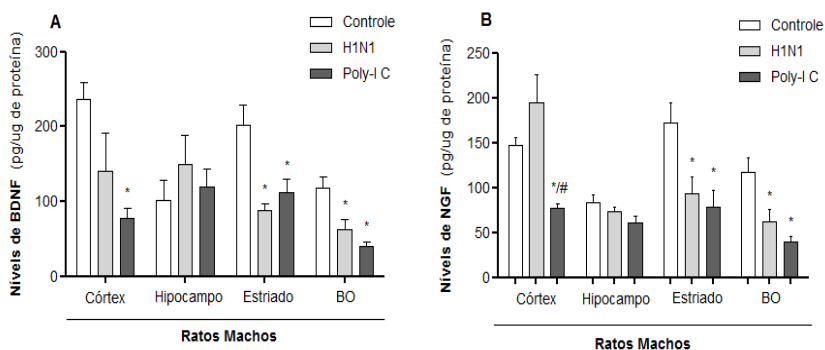 A
Controle
H1N1
Poly-I C
Níveis de BDNF (pg/ug de proteína)
300
200
100
0
*
*
*
*
*
Córtex Hipocampo Estriado BO
Ratos Machos
B
Controle
H1N1
Poly-I C
Níveis de NGF (pg/ug de proteína)
250
200
150
100
50
0
*/#
*
*
*
*
Córtex Hipocampo Estriado BO
Ratos Machos